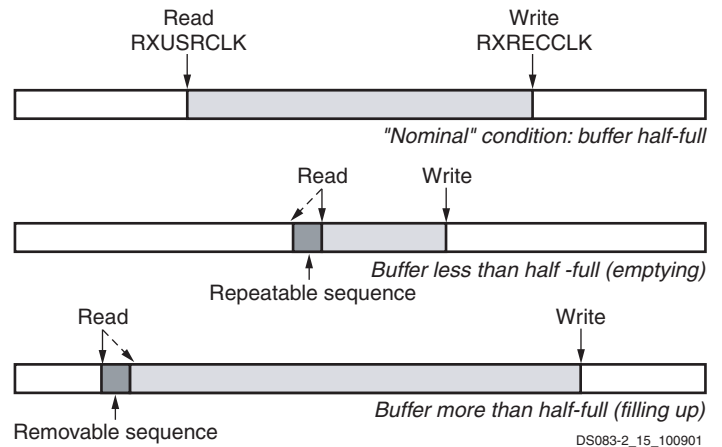 Read Write
RXUSRCLK RXRECCLK
"Nominal" condition: buffer half-full
Read Write
Buffer less than half -full (emptying)
Repeatable sequence
Read Write
Buffer more than half-full (filling up)
Removable sequence
DS083-2_15_100901